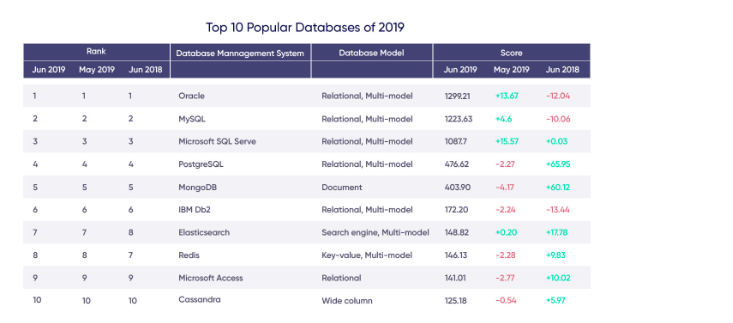 Top 10 Popular Databases of 2019
Rank Database Mannagement System Database Model Score
Jun 2019 May 2019 Jun 2018 Jun 2019 May 2019 Jun 2018
1 1 1 Oracle Relational, Multi-model 1299.21 +13.67 -12.04
2 2 2 MySQL Relational, Multi-model 1223.63 +4.6 -10.06
3 3 3 Microsoft SQL Serve Relational, Multi-model 1087.7 +15.57 +0.03
4 4 4 PostgreSQL Relational, Multi-model 476.62 -2.27 +65.95
5 5 5 MongoDB Document 403.90 -4.17 +60.12
6 6 6 IBM Db2 Relational, Multi-model 172.20 -2.24 -13.44
7 7 8 Elasticsearch Search engine, Multi-model 148.82 +0.20 +17.78
8 8 7 Redis Key-value, Multi-model 146.13 -2.28 +9.83
9 9 9 Microsoft Access Relational 141.01 -2.77 +10.02
10 10 10 Cassandra Wide column 125.18 -0.54 +5.97